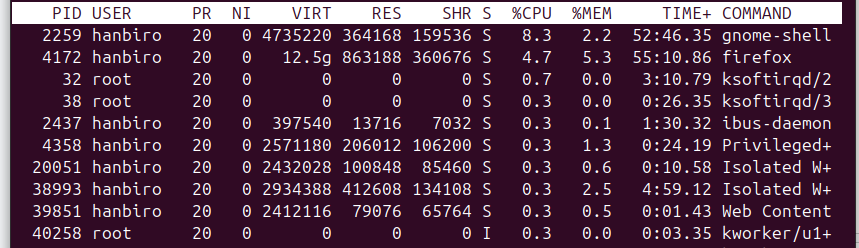 PID USER PR NI VIRT RES SHR S %CPU %MEM TIME+ COMMAND
2259 hanbiro 20 0 4735220 364168 159536 S 8.3 2.2 52:46.35 gnome-shell
4172 hanbiro 20 0 12.5g 863188 360676 S 4.7 5.3 55:10.86 firefox
32 root 20 0 0 0 0 S 0.7 0.0 3:10.79 ksoftirqd/2
38 root 20 0 0 0 0 S 0.3 0.0 0:26.35 ksoftirqd/3
2437 hanbiro 20 0 397540 13716 7032 S 0.3 0.1 1:30.32 ibus-daemon
4358 hanbiro 20 0 2571180 206012 106200 S 0.3 1.3 0:24.19 Privileged+
20051 hanbiro 20 0 2432028 100848 85460 S 0.3 0.6 0:10.58 Isolated W+
38993 hanbiro 20 0 2934388 412608 134108 S 0.3 2.5 4:59.12 Isolated W+
39851 hanbiro 20 0 2412116 79076 65764 S 0.3 0.5 0:01.43 Web Content
40258 root 20 0 0 0 0 I 0.3 0.0 0:03.35 kworker/u1+